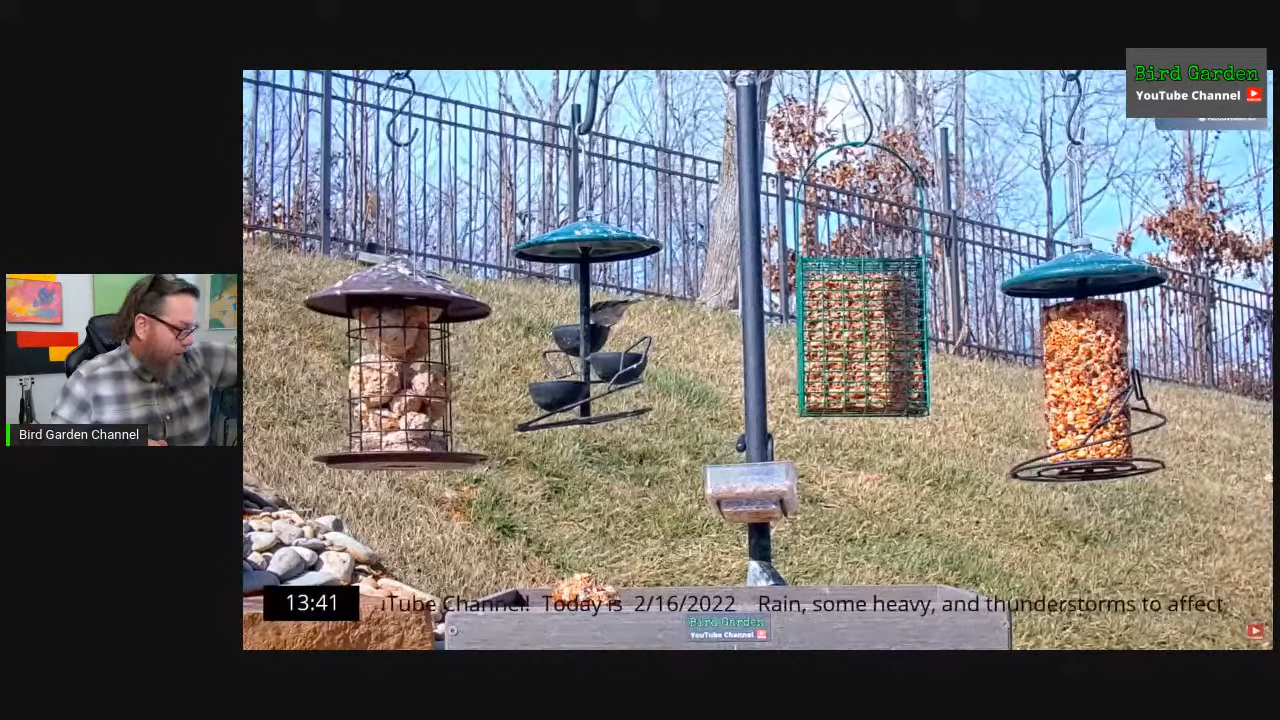 Bird Garden
YouTube Channel
Bird Garden Channel
13:41
Tube Channel! Today is 2/16/2022 Rain, some heavy, and thunderstorms to affect
Bird Garden
YouTube Channel